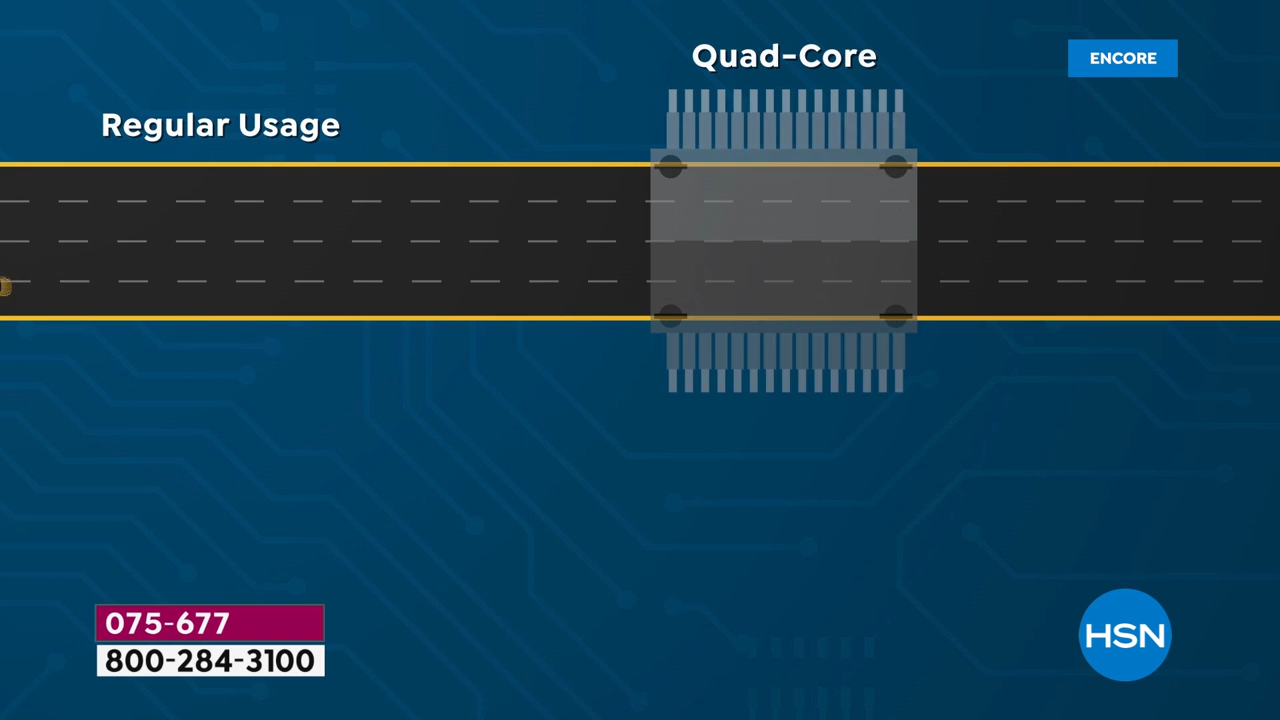 Quad-Core
ENCORE
Regular Usage
075-677
800-284-3100
HSN